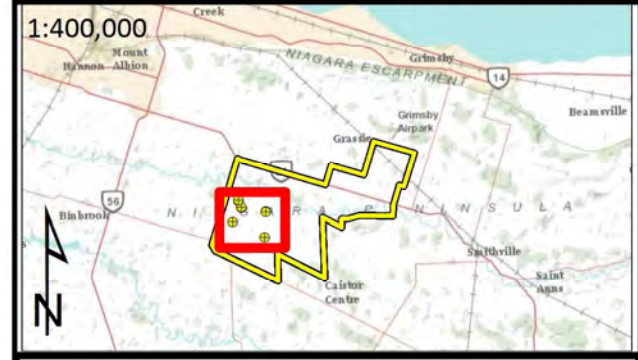 Creek
1:400,000
Mount
Albion
Hannon
NIAGARA ESCARPMENT
Grimsby
14
Beamsville
Grimsby
Airpark
Grassie
56
Binbrook
PENINSULA
Smithville
Saint
Anns
Caistor
Centre
N